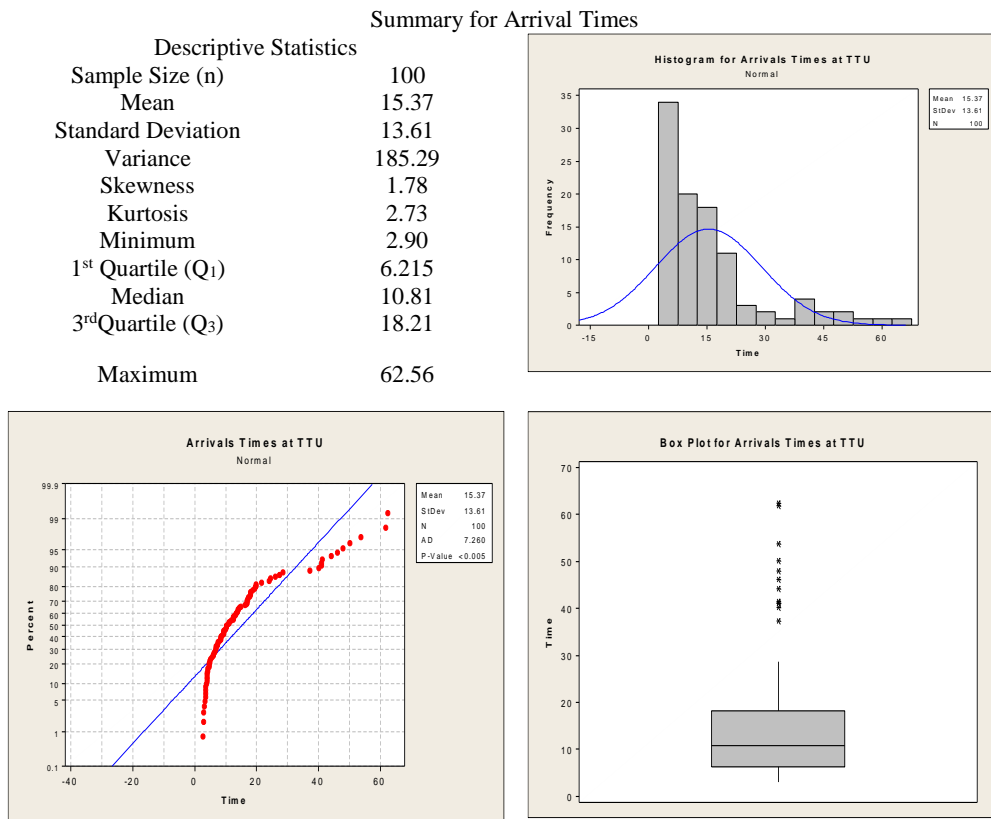 Summary for Arrival Times
Descriptive Statistics
Sample Size (n) 100
Mean 15.37
Standard Deviation 13.61
Variance 185.29
Skewness 1.78
Kurtosis 2.73
Minimum 2.90
1st Quartile (Q1) 6.215
Median 10.81
3rdQuartile (Q3) 18.21
Maximum 62.56
Histogram for Arrivals Times at TTU
Normal
Mean 15.37
StDev 13.61
N 100
35
30
25
20
15
10
5
0
Frequency
-15 0 15 30 45 60
Time
Arrivals Times at TTU
Normal
Mean 15.37
StDev 13.61
N 100
AD 7.260
P-Value <0.005
99.9
99
95
90
80
70
60
50
40
30
20
10
5
1
0.1
Percent
-40 -20 0 20 40 60
Time
Box Plot for Arrivals Times at TTU
70
60
50
40
30
20
10
0
Time